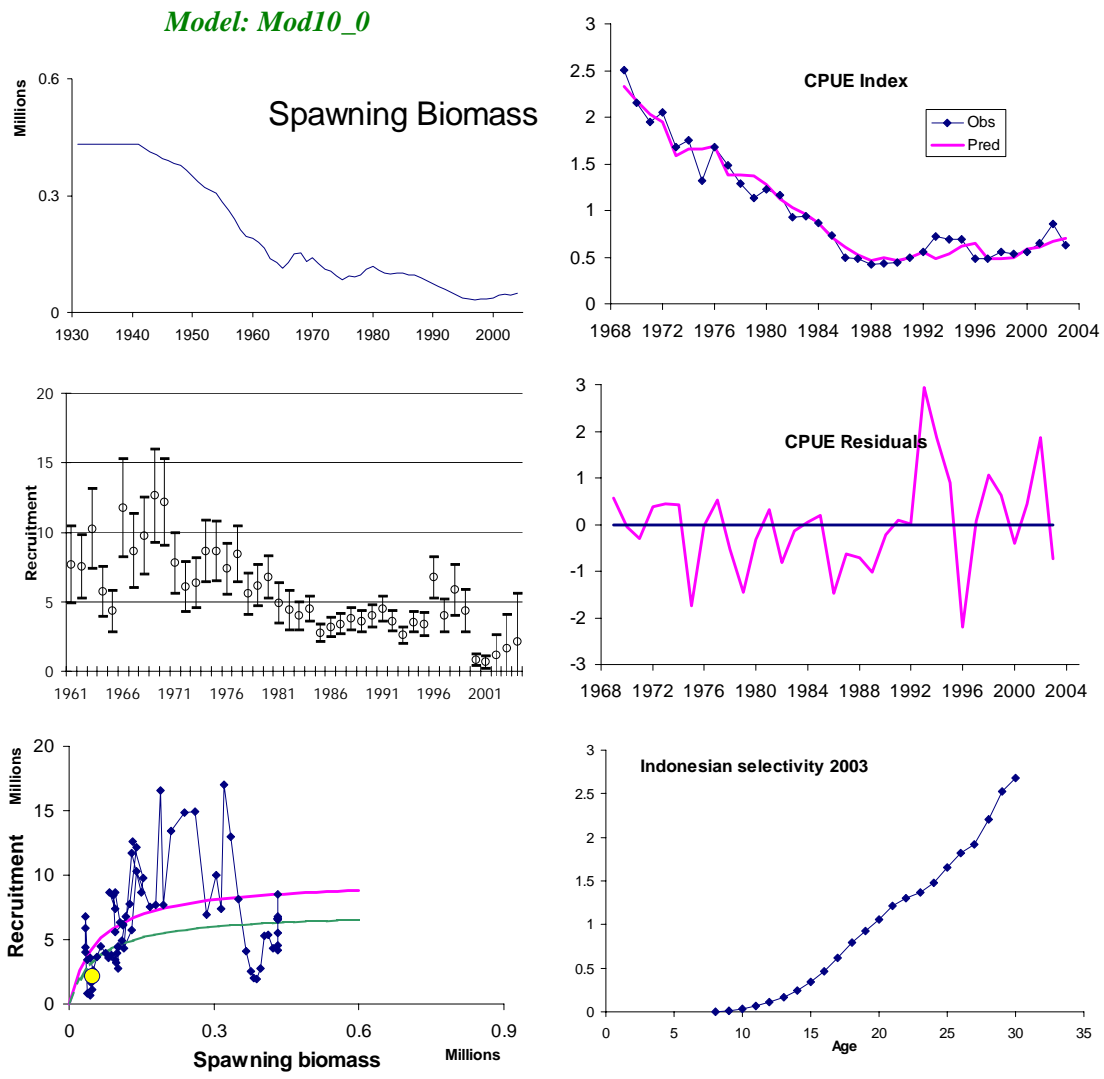 Model: Mod10_0
Millions
Spawning Biomass
0.6
0.3
0
1930 1940 1950 1960 1970 1980 1990 2000
CPUE Index
Obs
Pred
3
2.5
2
1.5
1
0.5
0
1968 1972 1976 1980 1984 1988 1992 1996 2000 2004
Recruitment
20
15
10
5
0
1961 1966 1971 1976 1981 1986 1991 1996 2001
CPUE Residuals
3
2
1
0
-1
-2
-3
1968 1972 1976 1980 1984 1988 1992 1996 2000 2004
Recruitment
Millions
20
15
10
5
0
0 0.3 0.6 0.9
Spawning biomass
Millions
Indonesian selectivity 2003
3
2.5
2
1.5
1
0.5
0
0 5 10 15 20 25 30 35
Age